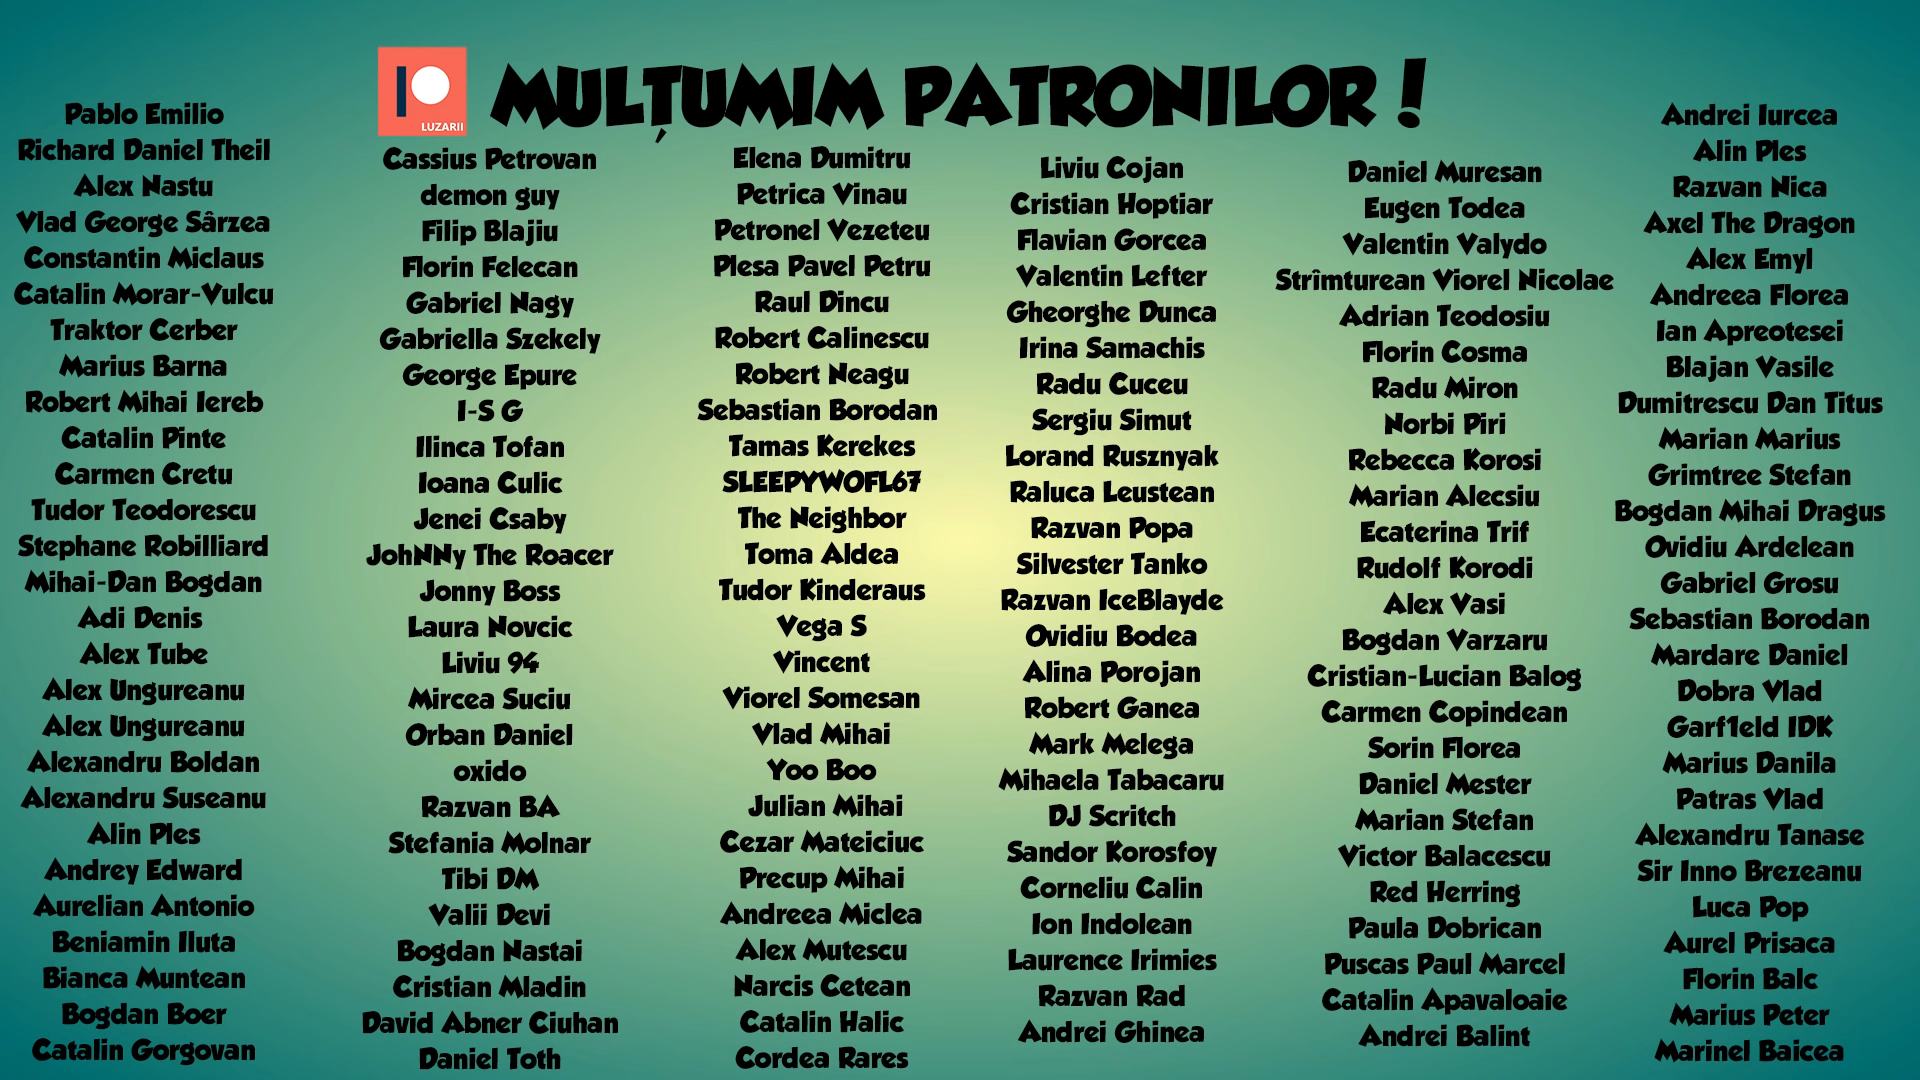 MULȚUMIM PATRONILOR!
LUZARII
Pablo Emilio
Richard Daniel Theil
Alex Nastu
Vlad George Sârzea
Constantin Miclaus
Catalin Morar-Vulcu
Traktor Cerber
Marius Barna
Robert Mihai Iereb
Catalin Pinte
Carmen Cretu
Tudor Teodorescu
Stephane Robilliard
Mihai-Dan Bogdan
Adi Denis
Alex Tube
Alex Ungureanu
Alex Ungureanu
Alexandru Boldan
Alexandru Suseanu
Alin Ples
Andrey Edward
Aurelian Antonio
Beniamin Iluta
Bianca Muntean
Bogdan Boer
Catalin Gorgovan
Cassius Petrovan
demon guy
Filip Blajiu
Florin Felecan
Gabriel Nagy
Gabriella Szekely
George Epure
I-S G
Ilinca Tofan
Ioana Culic
Jenei Csaby
JohNNy The Roacer
Jonny Boss
Laura Novcic
Liviu 94
Mircea Suciu
Orban Daniel
oxido
Razvan BA
Stefania Molnar
Tibi DM
Valii Devi
Bogdan Nastai
Cristian Mladin
David Abner Ciuhan
Daniel Toth
Elena Dumitru
Petrica Vinau
Petronel Vezeteu
Plesa Pavel Petru
Raul Dincu
Robert Calinescu
Robert Neagu
Sebastian Borodan
Tamas Kerekes
SLEEPYWOFL67
The Neighbor
Toma Aldea
Tudor Kinderaus
Vega S
Vincent
Viorel Somesan
Vlad Mihai
Yoo Boo
Julian Mihai
Cezar Mateiciuc
Precup Mihai
Andreea Miclea
Alex Mutescu
Narcis Cetean
Catalin Halic
Cordea Rares
Liviu Cojan
Cristian Hoptiar
Flavian Gorcea
Valentin Lefter
Gheorghe Dunca
Irina Samachis
Radu Cuceu
Sergiu Simut
Lorand Rusznyak
Raluca Leustean
Razvan Popa
Silvester Tanko
Razvan IceBlayde
Ovidiu Bodea
Alina Porojan
Robert Ganea
Mark Melega
Mihaela Tabacaru
DJ Scritch
Sandor Korosfoy
Corneliu Calin
Ion Indolean
Laurence Irimies
Razvan Rad
Andrei Ghinea
Daniel Muresan
Eugen Todea
Valentin Valydo
Strîmturean Viorel Nicolae
Adrian Teodosiu
Florin Cosma
Radu Miron
Norbi Piri
Rebecca Korosi
Marian Alecsiu
Ecaterina Trif
Rudolf Korodi
Alex Vasi
Bogdan Varzaru
Cristian-Lucian Balog
Carmen Copindean
Sorin Florea
Daniel Mester
Marian Stefan
Victor Balacescu
Red Herring
Paula Dobrican
Puscas Paul Marcel
Catalin Apavaloaie
Andrei Balint
Andrei Iurcea
Alin Ples
Razvan Nica
Axel The Dragon
Alex Emyl
Andreea Florea
Ian Apreotesei
Blajan Vasile
Dumitrescu Dan Titus
Marian Marius
Grimtree Stefan
Bogdan Mihai Dragus
Ovidiu Ardelean
Gabriel Grosu
Sebastian Borodan
Mardare Daniel
Dobra Vlad
Garf1eld IDK
Marius Danila
Patras Vlad
Alexandru Tanase
Sir Inno Brezeanu
Luca Pop
Aurel Prisaca
Florin Balc
Marius Peter
Marinel Baicea